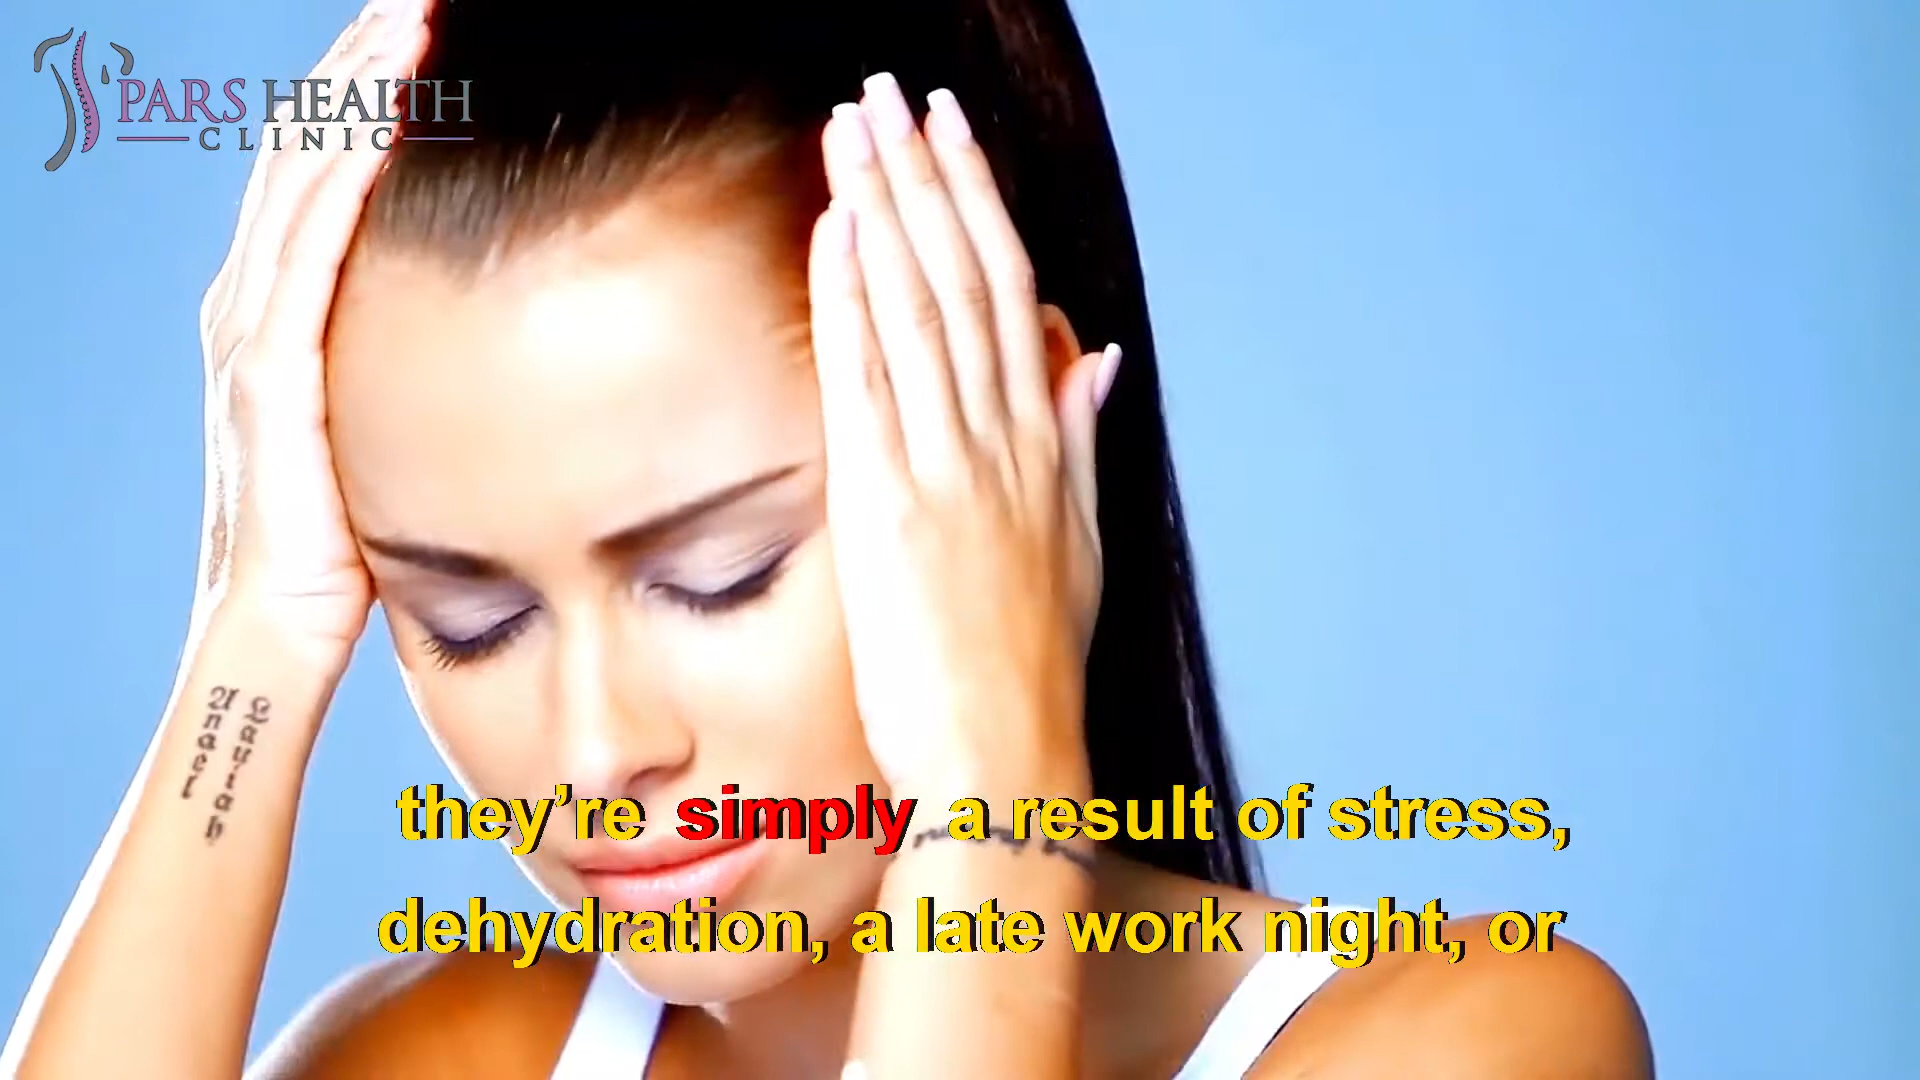 PARS HEALTH
CLINIC
they’re simply a result of stress,
dehydration, a late work night, or